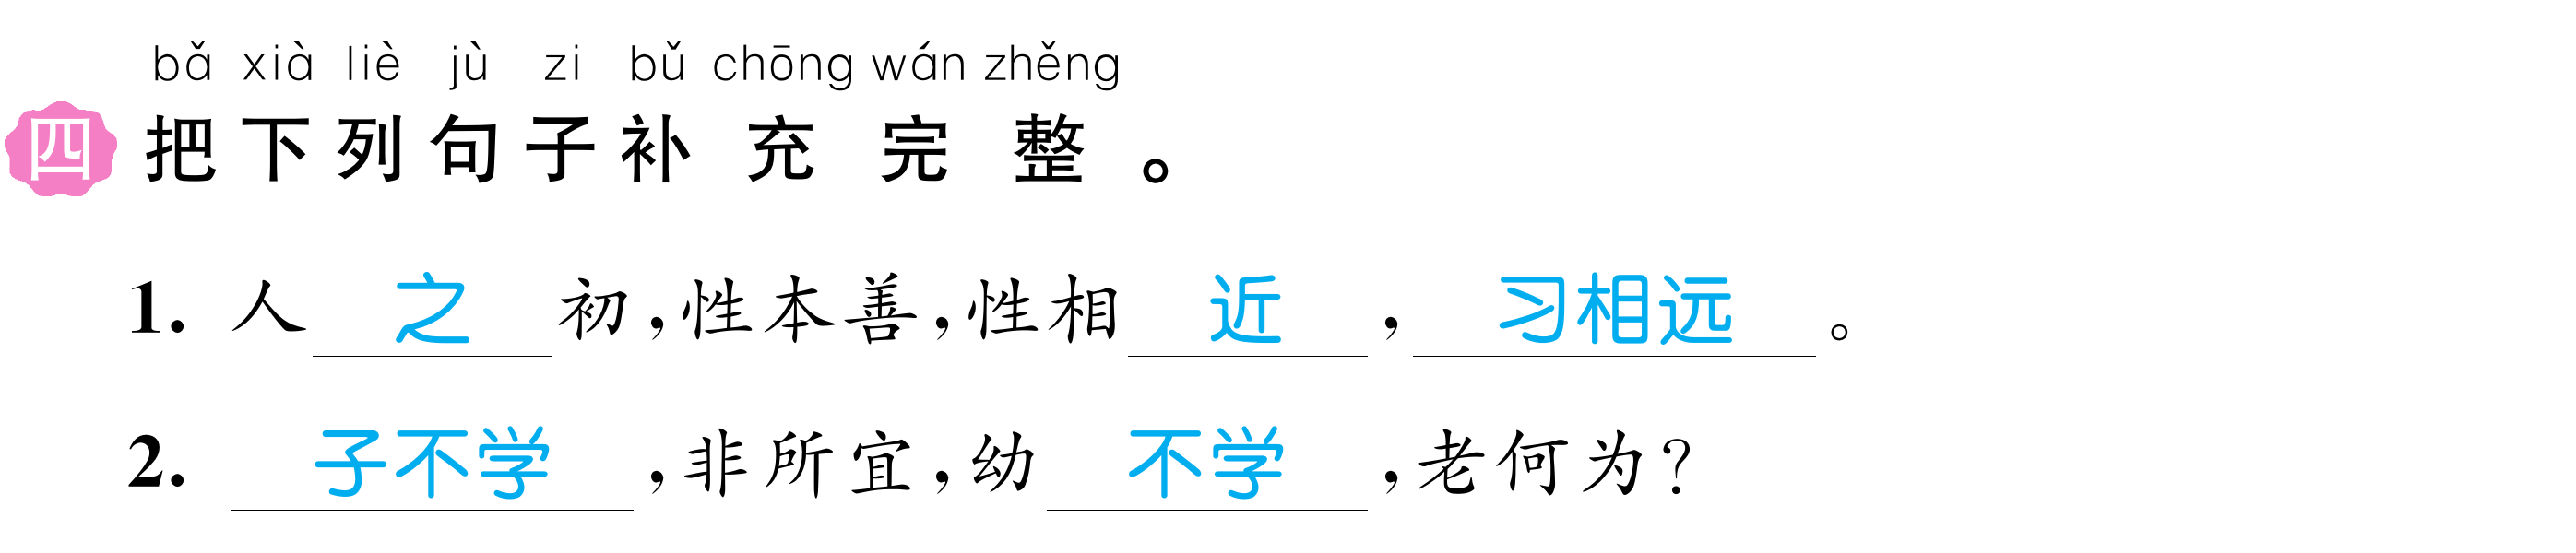 bǎ xià liè jù zi bǔ chōng wán zhěng
四 把下列句子补充完整。
1. 人之初,性本善,性相近,习相远。
2. 子不学,非所宜,幼不学,老何为?